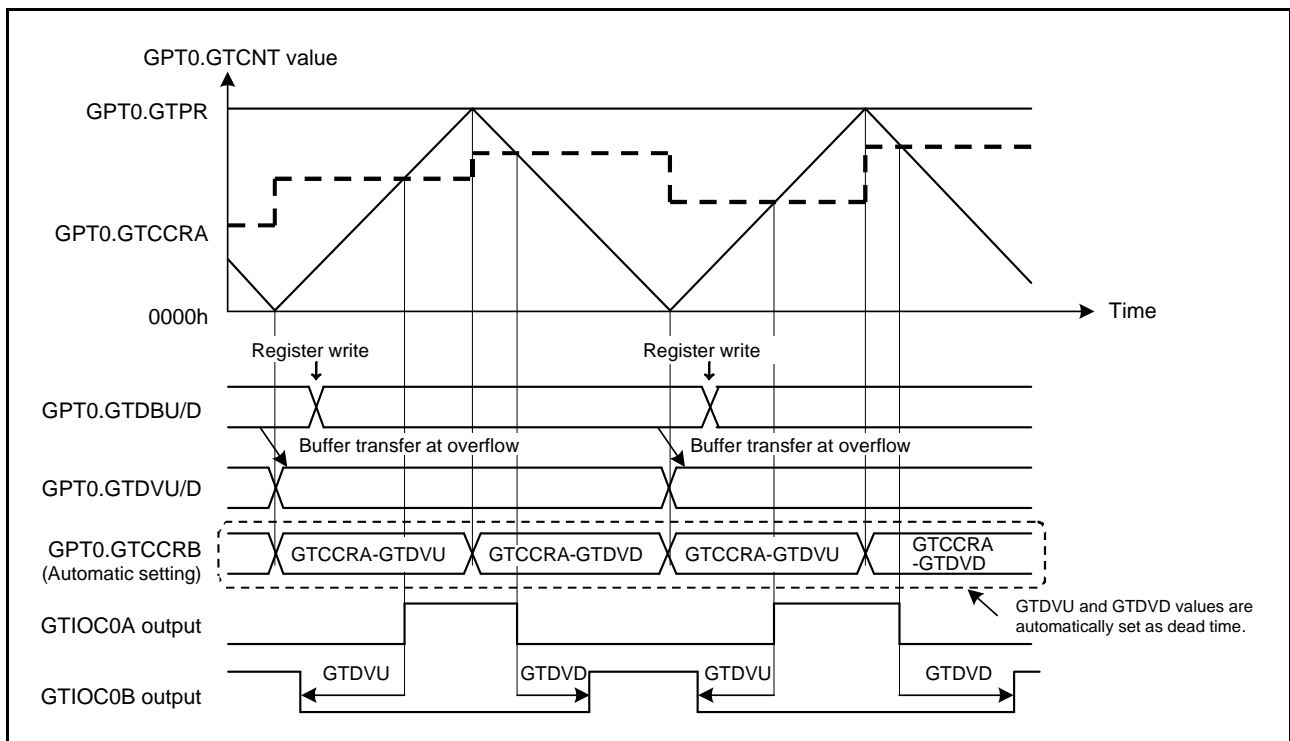 GPT0.GTCNT value
GPT0.GTPR
GPT0.GTCCRA
0000h
Time
Register write
Register write
GPT0.GTDBU/D
Buffer transfer at overflow
Buffer transfer at overflow
GPT0.GTDVU/D
GPT0.GTCCRB
(Automatic setting)
GTCCRA-GTDVU
GTCCRA-GTDVD
GTCCRA-GTDVU
GTCCRA
-GTDVD
GTDVU and GTDVD values are
automatically set as dead time.
GTIOC0A output
GTDVU
GTDVD
GTDVU
GTDVD
GTIOC0B output